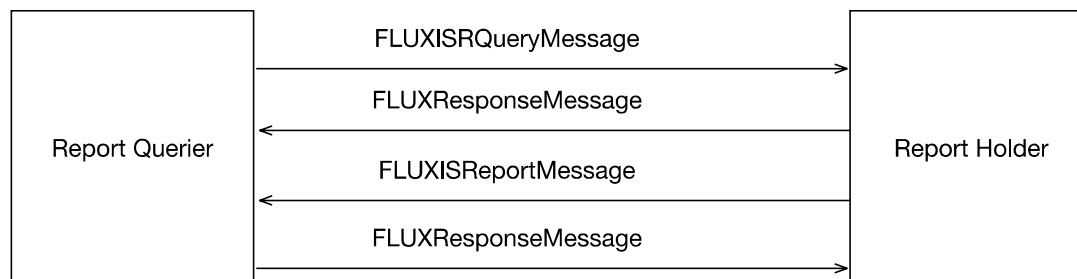 FLUXISRQueryMessage
FLUXResponseMessage
Report Querier
Report Holder
FLUXISReportMessage
FLUXResponseMessage